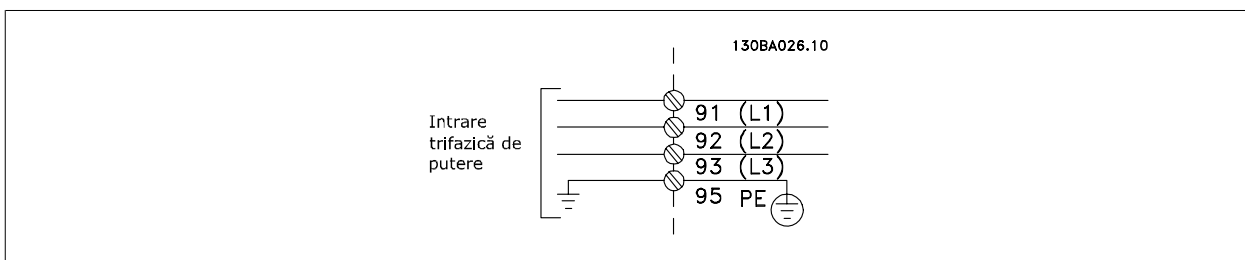 130BA026.10
Intrare
trifazică de
putere
91 (L1)
92 (L2)
93 (L3)
95 PE